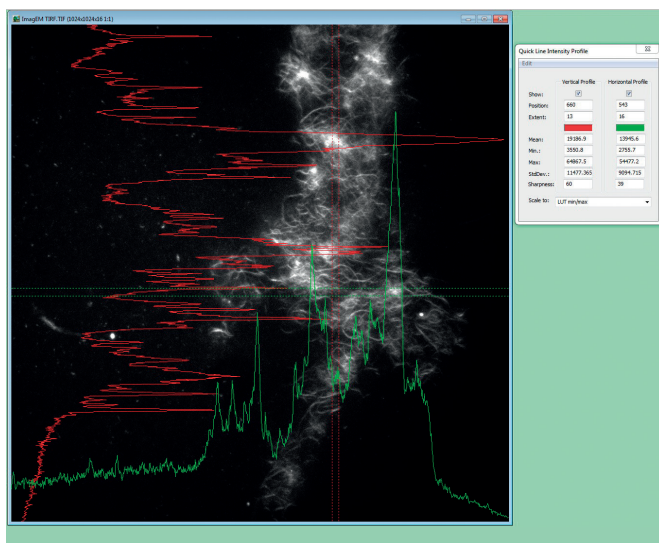 ImagEM TIRF.TIF (1024x1024x16 1:1)
Quick Line Intensity Profile
Edit
Vertical Profile Horizontal Profile
Show:
Position: 660 543
Extent: 13 16
Mean: 19186.9 13945.6
Min.: 3550.8 2755.7
Max: 64867.5 54477.2
StdDev.: 11477.365 9094.715
Sharpness: 60 39
Scale to: LUT min/max